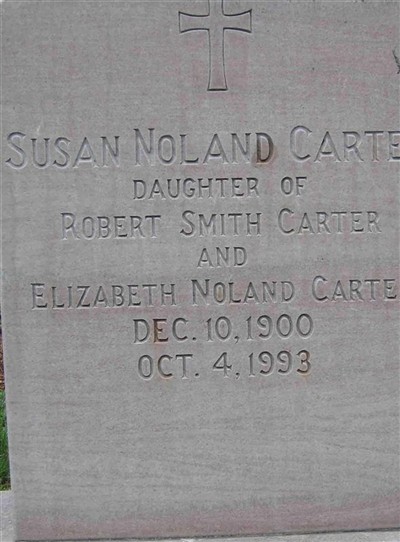 SUSAN NOLAND CARTE
DAUGHTER OF
ROBERT SMITH CARTER
AND
ELIZABETH NOLAND CARTE
DEC. 10, 1900
OCT. 4, 1993